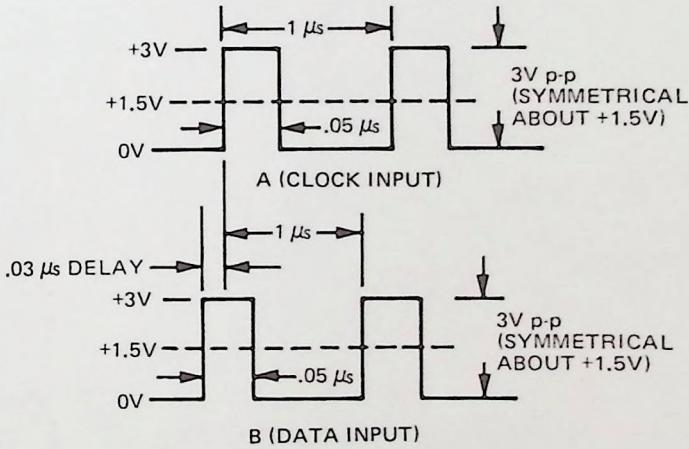 1 μs
+3V
+1.5V
3V p-p
(SYMMETRICAL
ABOUT +1.5V)
.05 μs
0V
A (CLOCK INPUT)
1 μs
.03 μs DELAY
+3V
+1.5V
3V p-p
(SYMMETRICAL
ABOUT +1.5V)
.05 μs
0V
B (DATA INPUT)